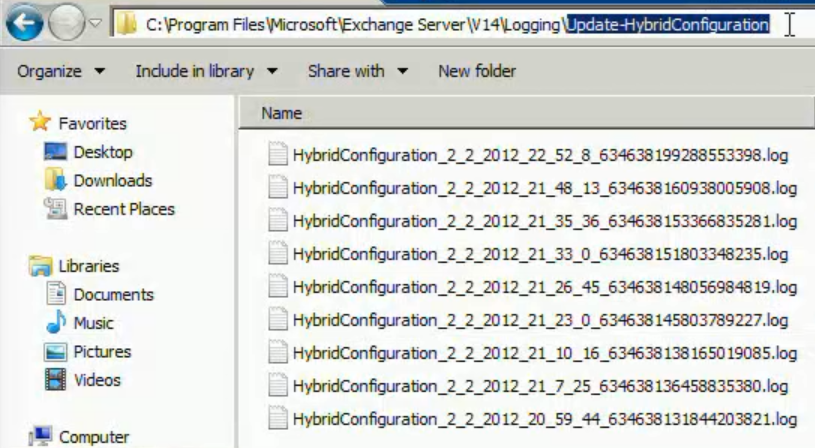 C:\Program Files\Microsoft\Exchange Server\V14\Logging\Update-HybridConfiguration
Organize Include in library Share with New folder
Favorites
Desktop
Downloads
Recent Places
Libraries
Documents
Music
Pictures
Videos
Computer
Name
HybridConfiguration_2_2_2012_22_52_8_634638199288553398.log
HybridConfiguration_2_2_2012_21_48_13_634638160938005908.log
HybridConfiguration_2_2_2012_21_35_36_634638153366835281.log
HybridConfiguration_2_2_2012_21_33_0_634638151803348235.log
HybridConfiguration_2_2_2012_21_26_45_634638148056984819.log
HybridConfiguration_2_2_2012_21_23_0_634638145803789227.log
HybridConfiguration_2_2_2012_21_10_16_634638138165019085.log
HybridConfiguration_2_2_2012_21_7_25_634638136458835380.log
HybridConfiguration_2_2_2012_20_59_44_634638131844203821.log